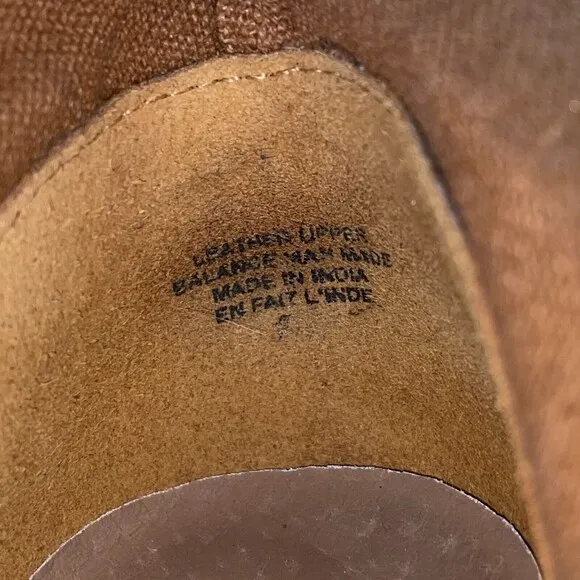 LEATHER UPPER
BALANCE MAN MADE
MADE IN INDIA
EN FAIT L'INDE